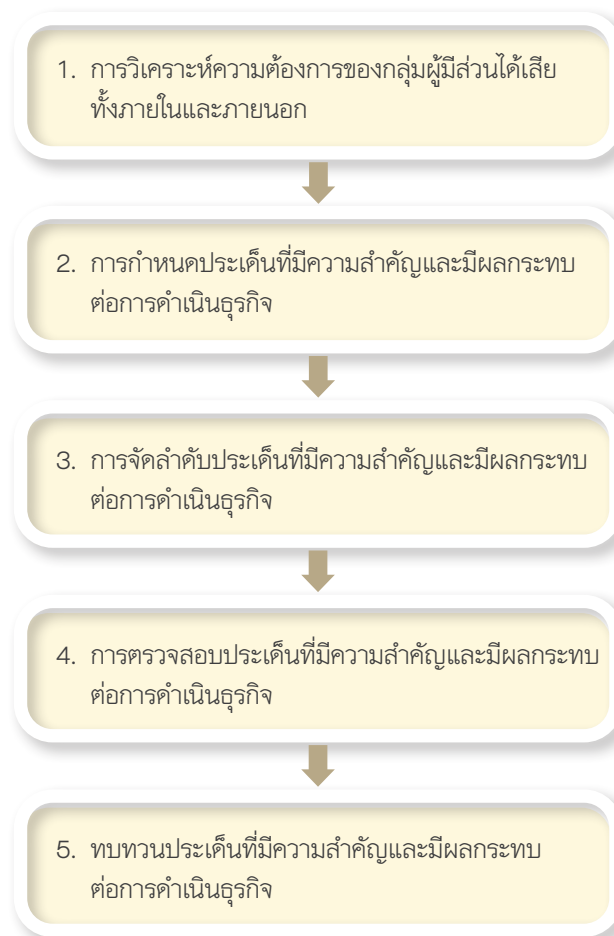 1. การวิเคราะห์ความต้องการของกลุ่มผู้มีส่วนได้เสีย
ทั้งภายในและภายนอก
2. การกำหนดประเด็นที่มีความสำคัญและมีผลกระทบ
ต่อการดำเนินธุรกิจ
3. การจัดลำดับประเด็นที่มีความสำคัญและมีผลกระทบ
ต่อการดำเนินธุรกิจ
4. การตรวจสอบประเด็นที่มีความสำคัญและมีผลกระทบ
ต่อการดำเนินธุรกิจ
5. ทบทวนประเด็นที่มีความสำคัญและมีผลกระทบ
ต่อการดำเนินธุรกิจ